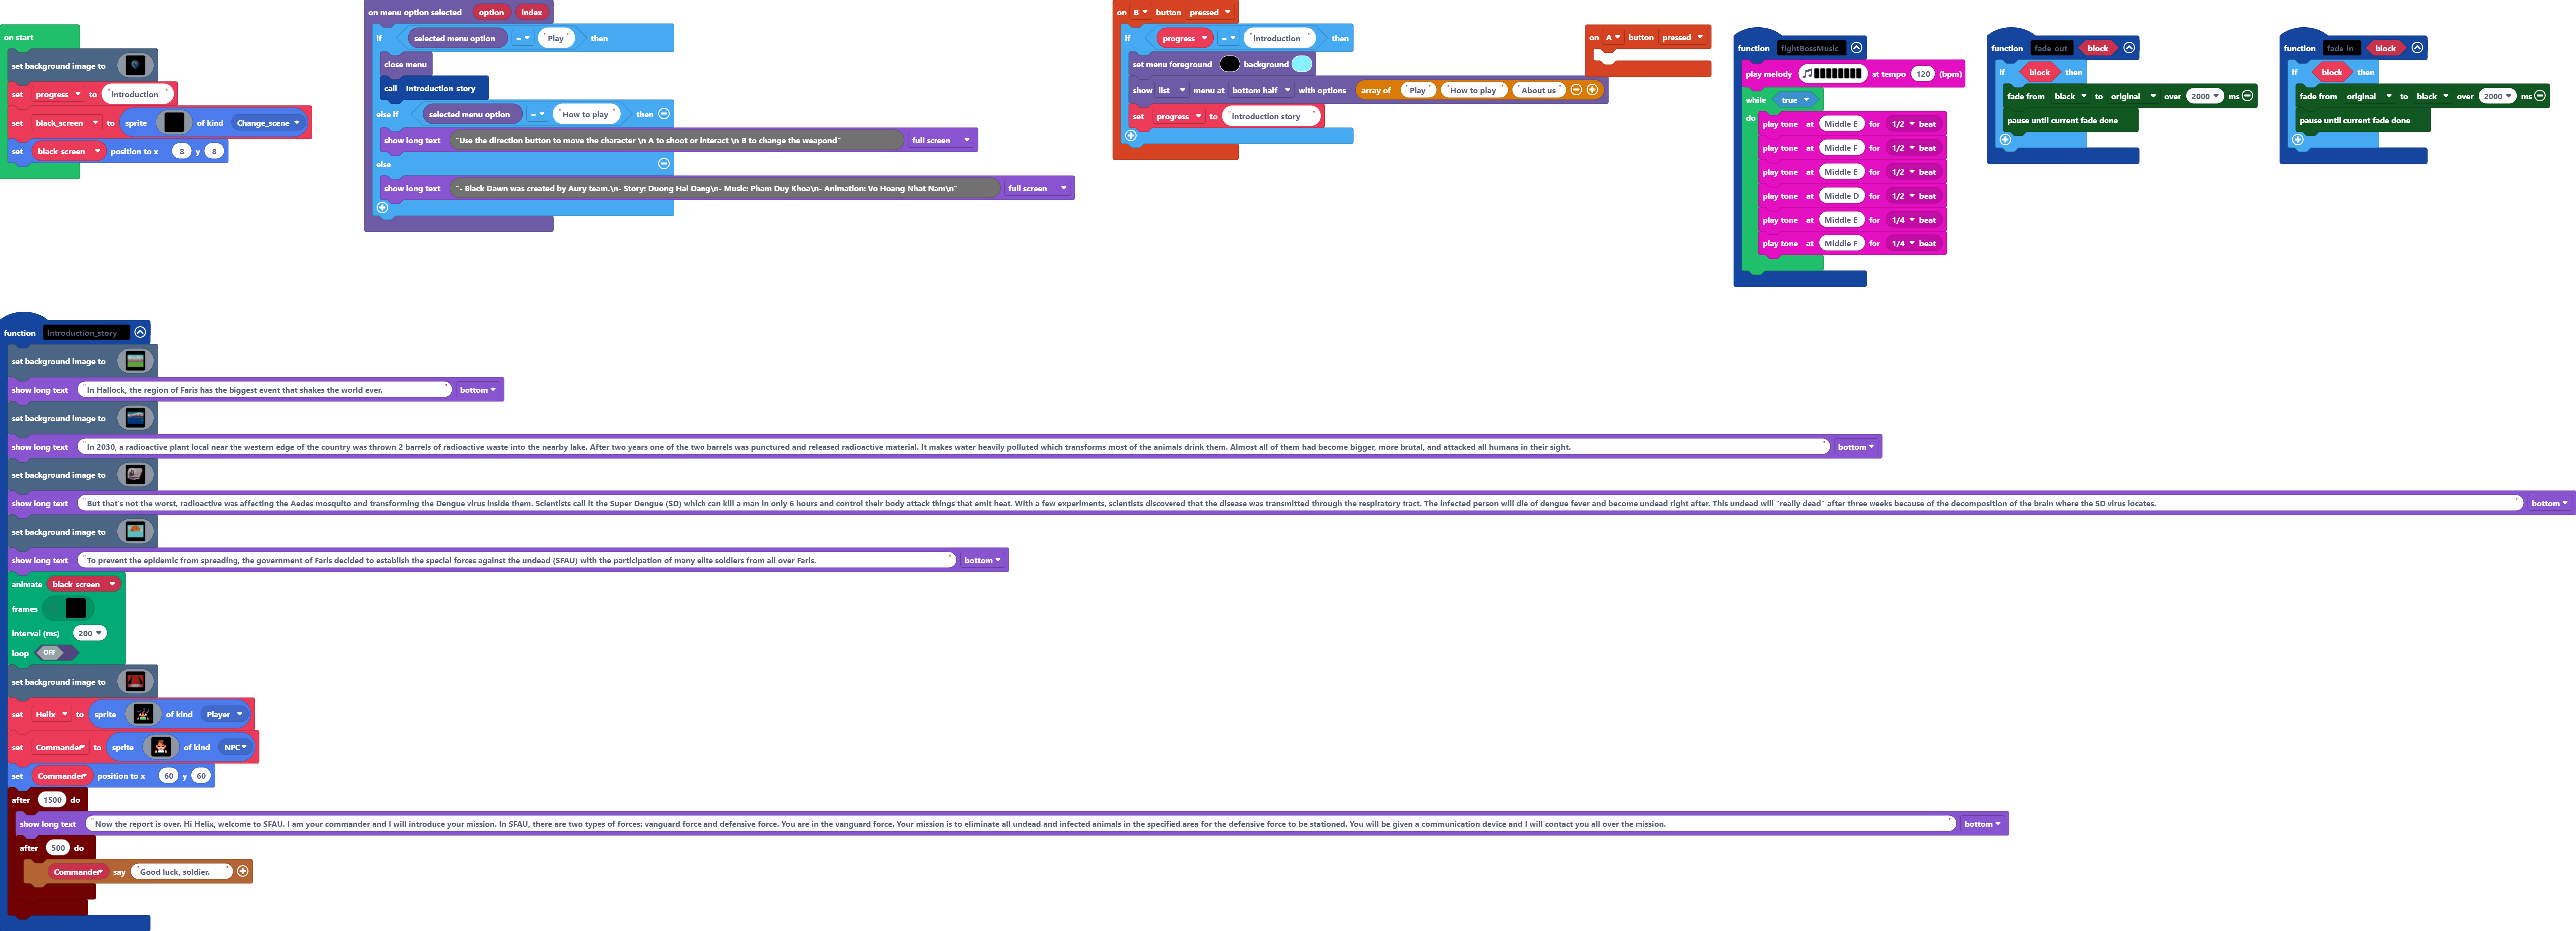 on start
set background image to
set progress to "introduction"
set black_screen to sprite of kind Change_scene
set black_screen position to x 8 y 8
on menu option selected option index
if selected menu option = "Play" then
close menu
call Introduction_story
else if selected menu option = "How to play" then
show long text "Use the direction button to move the character \n A to shoot or interact \n B to change the weapond" full screen
else
show long text "- Black Dawn was created by Aury team.\n- Story: Duong Hai Dang\n- Music: Pham Duy Khoa\n- Animation: Vo Hoang Nhat Nam\n" full screen
on B button pressed
if progress = "introduction" then
set menu foreground background
show list menu at bottom half with options array of "Play" "How to play" "About us"
set progress to "introduction story"
on A button pressed
function fightBossMusic
play melody at tempo 120 (bpm)
while true
do play tone at Middle E for 1/2 beat
play tone at Middle F for 1/2 beat
play tone at Middle E for 1/2 beat
play tone at Middle D for 1/2 beat
play tone at Middle E for 1/4 beat
play tone at Middle F for 1/4 beat
function fade_out block
if block then
fade from black to original over 2000 ms
pause until current fade done
function fade_in block
if block then
fade from original to black over 2000 ms
pause until current fade done
function Introduction_story
set background image to
show long text "In Hallock, the region of Faris has the biggest event that shakes the world ever." bottom
set background image to
show long text "In 2030, a radioactive plant local near the western edge of the country was thrown 2 barrels of radioactive waste into the nearby lake. After two years one of the two barrels was punctured and released radioactive material. It makes water heavily polluted which transforms most of the animals drink them. Almost all of them had become bigger, more brutal, and attacked all humans in their sight." bottom
set background image to
show long text "But that's not the worst, radioactive was affecting the Aedes mosquito and transforming the Dengue virus inside them. Scientists call it the Super Dengue (SD) which can kill a man in only 6 hours and control their body attack things that emit heat. With a few experiments, scientists discovered that the disease was transmitted through the respiratory tract. The infected person will die of dengue fever and become undead right after. This undead will "really dead" after three weeks because of the decomposition of the brain where the SD virus locates." bottom
set background image to
show long text "To prevent the epidemic from spreading, the government of Faris decided to establish the special forces against the undead (SFAU) with the participation of many elite soldiers from all over Faris." bottom
animate black_screen
frames
interval (ms) 200
loop OFF
set background image to
set Helix to sprite of kind Player
set Commander to sprite of kind NPC
set Commander position to x 60 y 60
after 1500 do
show long text "Now the report is over. Hi Helix, welcome to SFAU. I am your commander and I will introduce your mission. In SFAU, there are two types of forces: vanguard force and defensive force. You are in the vanguard force. Your mission is to eliminate all undead and infected animals in the specified area for the defensive force to be stationed. You will be given a communication device and I will contact you all over the mission." bottom
after 500 do
Commander say "Good luck, soldier."